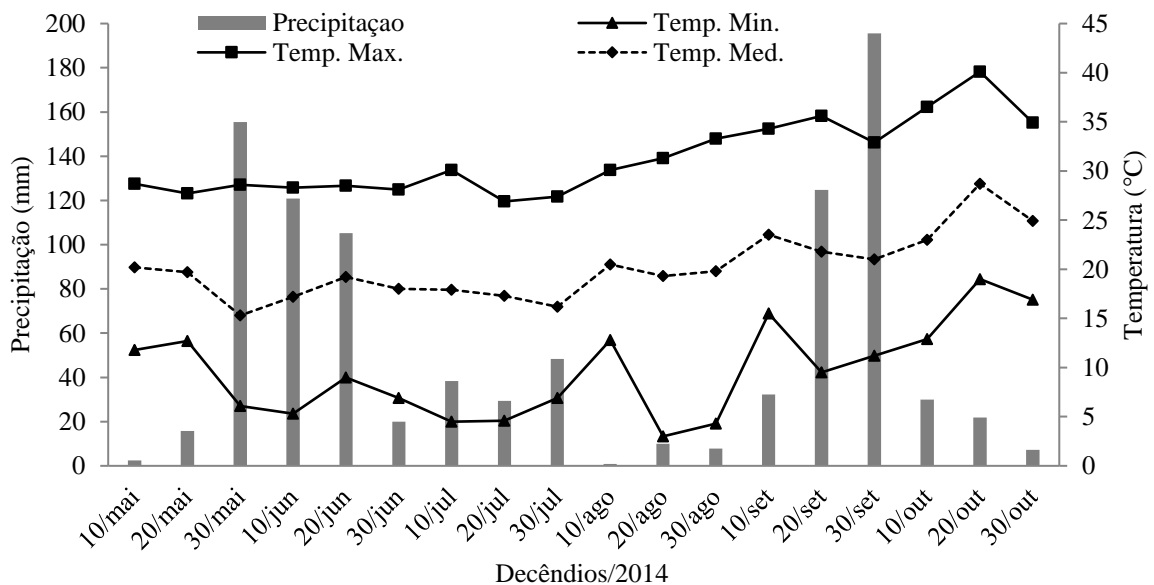 Precipitaçao
Temp. Min.
Temp. Max.
Temp. Med.
Precipitação (mm)
200
180
160
140
120
100
80
60
40
20
0
45
40
35
30
25
20
15
10
5
0
Temperatura (°C)
10/mai
20/mai
30/mai
10/jun
20/jun
30/jun
10/jul
20/jul
30/jul
10/ago
20/ago
30/ago
10/set
20/set
30/set
10/out
20/out
30/out
Decêndios/2014